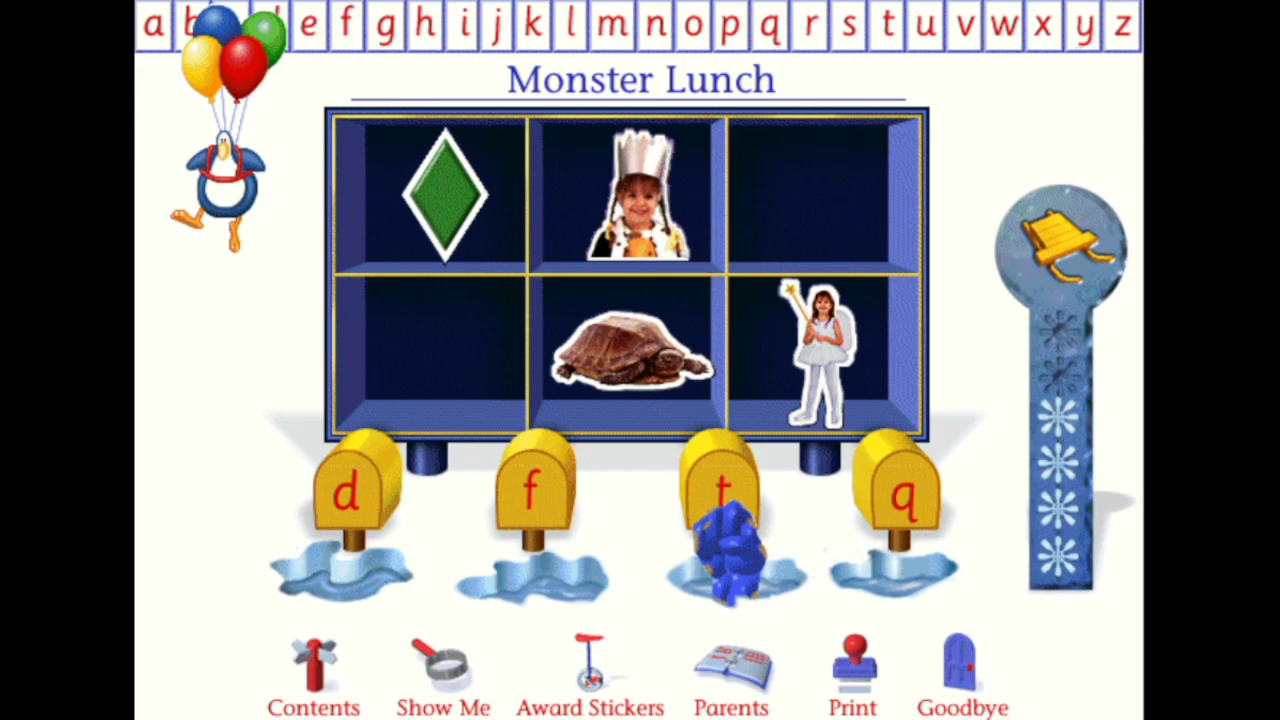 a b d e f g h i j k l m n o p q r s t u v w x y z
Monster Lunch
d f t q
Contents Show Me Award Stickers Parents Print Goodbye